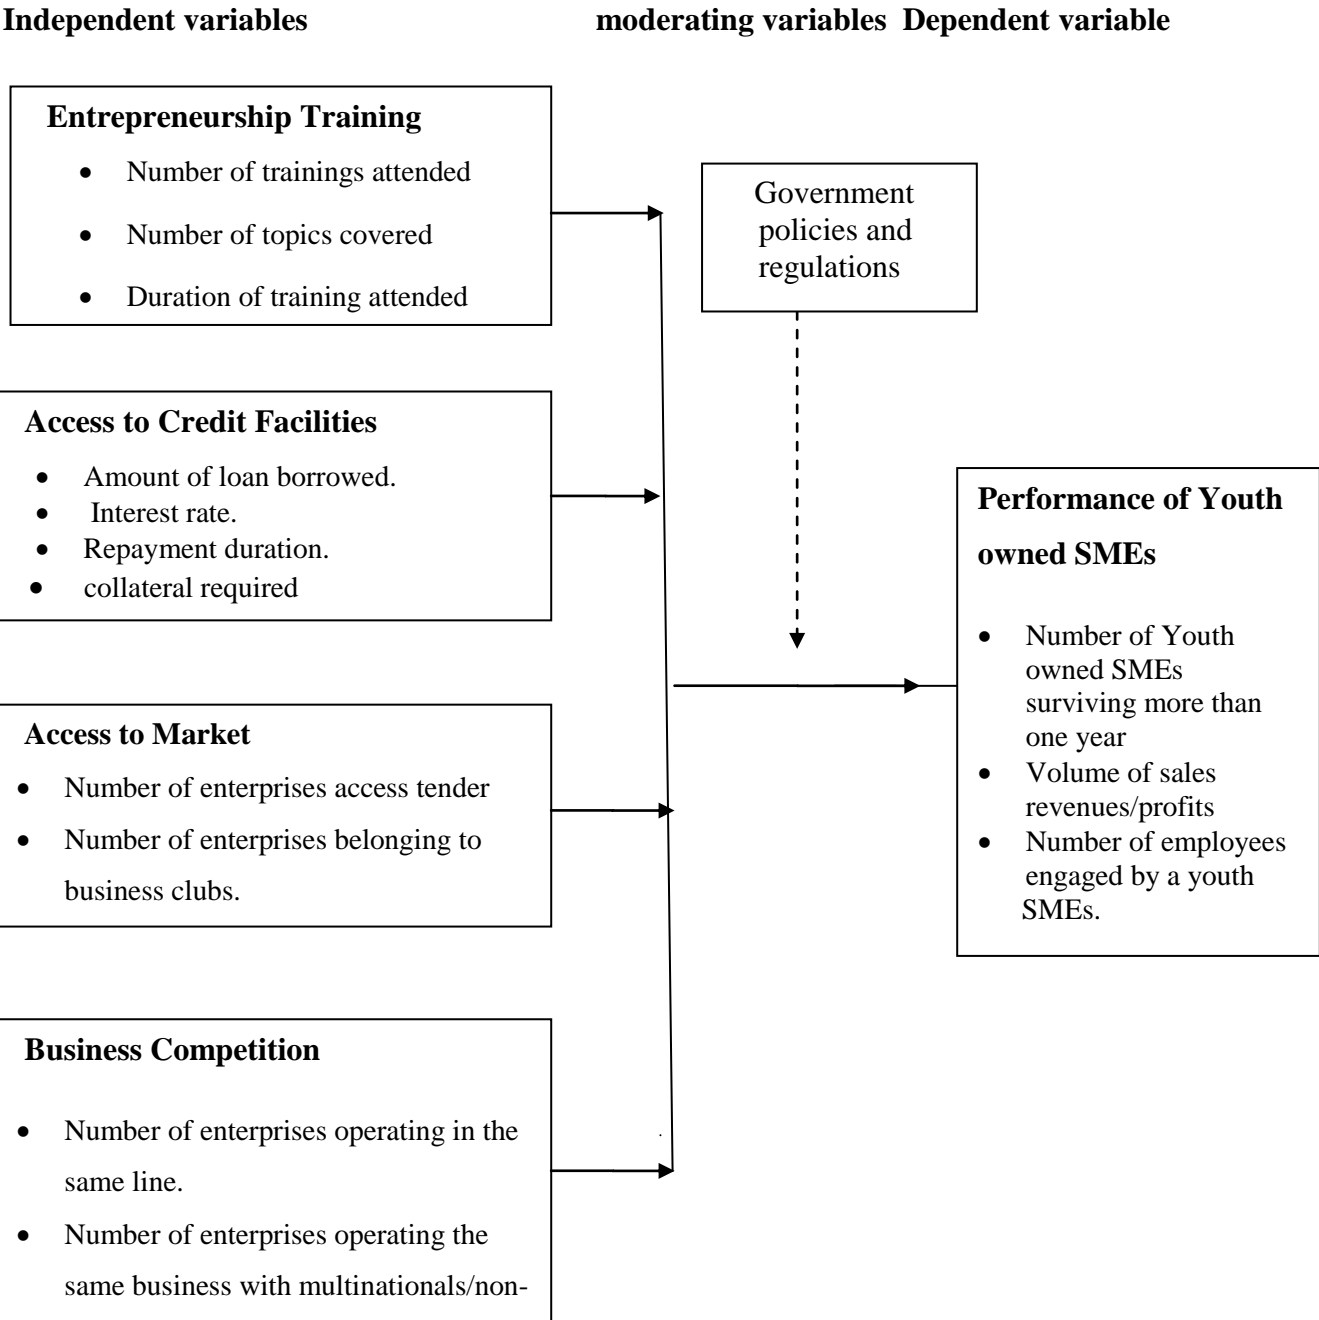 Independent variables
moderating variables Dependent variable
Entrepreneurship Training
• Number of trainings attended
• Number of topics covered
• Duration of training attended
Government
policies and
regulations
Access to Credit Facilities
• Amount of loan borrowed.
• Interest rate.
• Repayment duration.
• collateral required
Access to Market
• Number of enterprises access tender
• Number of enterprises belonging to
business clubs.
Business Competition
• Number of enterprises operating in the
same line.
• Number of enterprises operating the
same business with multinationals/non-
Performance of Youth
owned SMEs
• Number of Youth
owned SMEs
surviving more than
one year
• Volume of sales
revenues/profits
• Number of employees
engaged by a youth
SMEs.